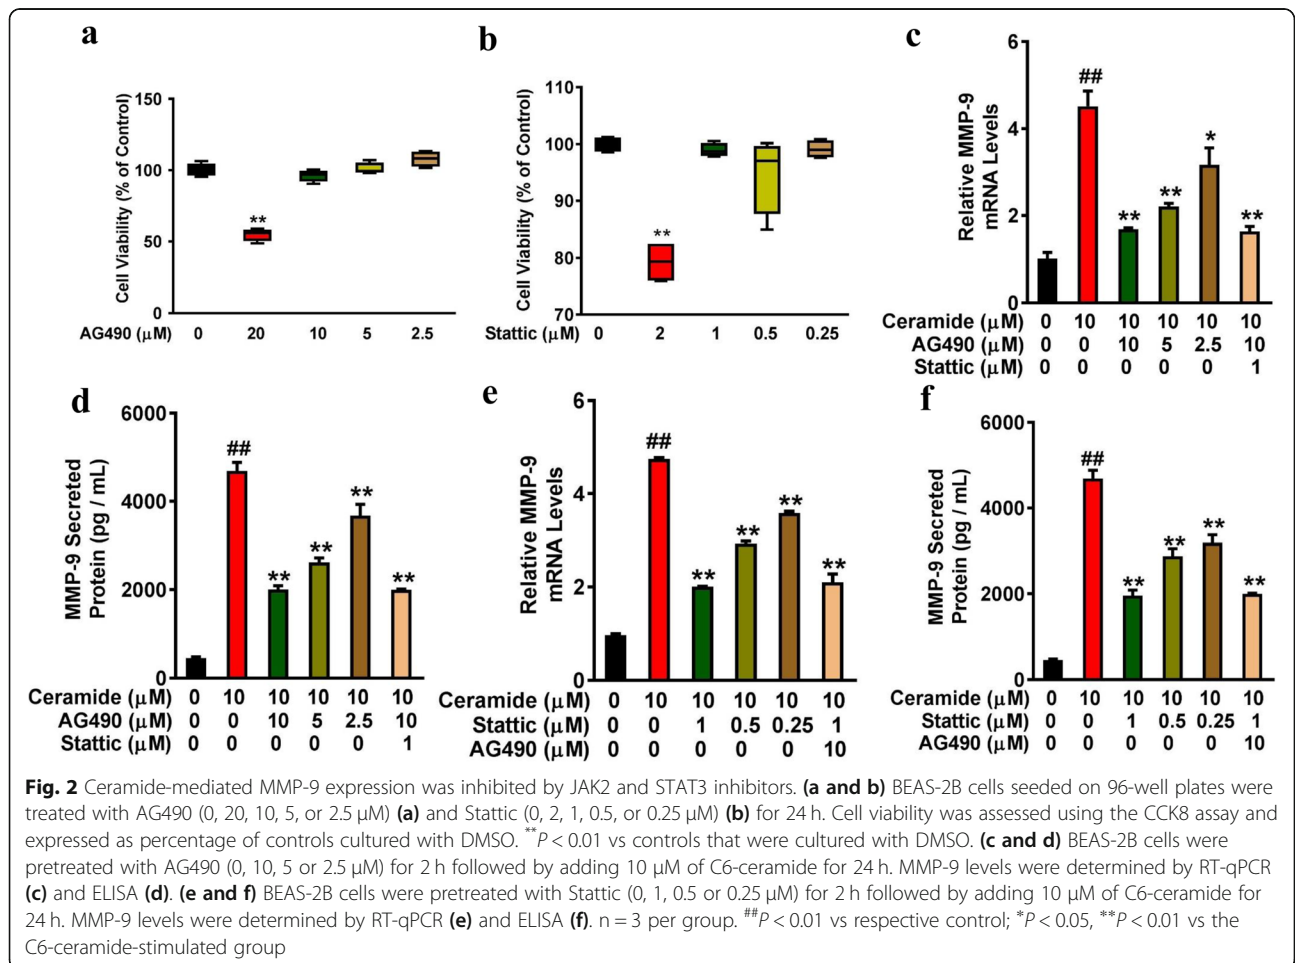 a
Cell Viability (% of Control)
150
100
50
0
**
AG490 (μM) 0 20 10 5 2.5
b
Cell Viability (% of Control)
110
100
90
80
70
**
Stattic (μM) 0 2 1 0.5 0.25
c
Relative MMP-9
mRNA Levels
6
4
2
0
## ** ** * **
Ceramide (μM) 0 10 10 10 10 10
AG490 (μM) 0 0 10 5 2.5 10
Stattic (μM) 0 0 0 0 0 1
d
MMP-9 Secreted
Protein (pg / mL)
6000
4000
2000
0
## ** ** ** **
Ceramide (μM) 0 10 10 10 10 10
AG490 (μM) 0 0 10 5 2.5 10
Stattic (μM) 0 0 0 0 0 1
e
Relative MMP-9
mRNA Levels
6
4
2
0
## ** ** ** **
Ceramide (μM) 0 10 10 10 10 10
Stattic (μM) 0 0 1 0.5 0.25 1
AG490 (μM) 0 0 0 0 0 10
f
MMP-9 Secreted
Protein (pg / mL)
6000
4000
2000
0
## ** ** ** **
Ceramide (μM) 0 10 10 10 10 10
Stattic (μM) 0 0 1 0.5 0.25 1
AG490 (μM) 0 0 0 0 0 10
Fig. 2 Ceramide-mediated MMP-9 expression was inhibited by JAK2 and STAT3 inhibitors. (a and b) BEAS-2B cells seeded on 96-well plates were
treated with AG490 (0, 20, 10, 5, or 2.5 μM) (a) and Stattic (0, 2, 1, 0.5, or 0.25 μM) (b) for 24 h. Cell viability was assessed using the CCK8 assay and
expressed as percentage of controls cultured with DMSO. **P < 0.01 vs controls that were cultured with DMSO. (c and d) BEAS-2B cells were
pretreated with AG490 (0, 10, 5 or 2.5 μM) for 2 h followed by adding 10 μM of C6-ceramide for 24 h. MMP-9 levels were determined by RT-qPCR
(c) and ELISA (d). (e and f) BEAS-2B cells were pretreated with Stattic (0, 1, 0.5 or 0.25 μM) for 2 h followed by adding 10 μM of C6-ceramide for
24 h. MMP-9 levels were determined by RT-qPCR (e) and ELISA (f). n = 3 per group. ##P < 0.01 vs respective control; *P < 0.05, **P < 0.01 vs the
C6-ceramide-stimulated group